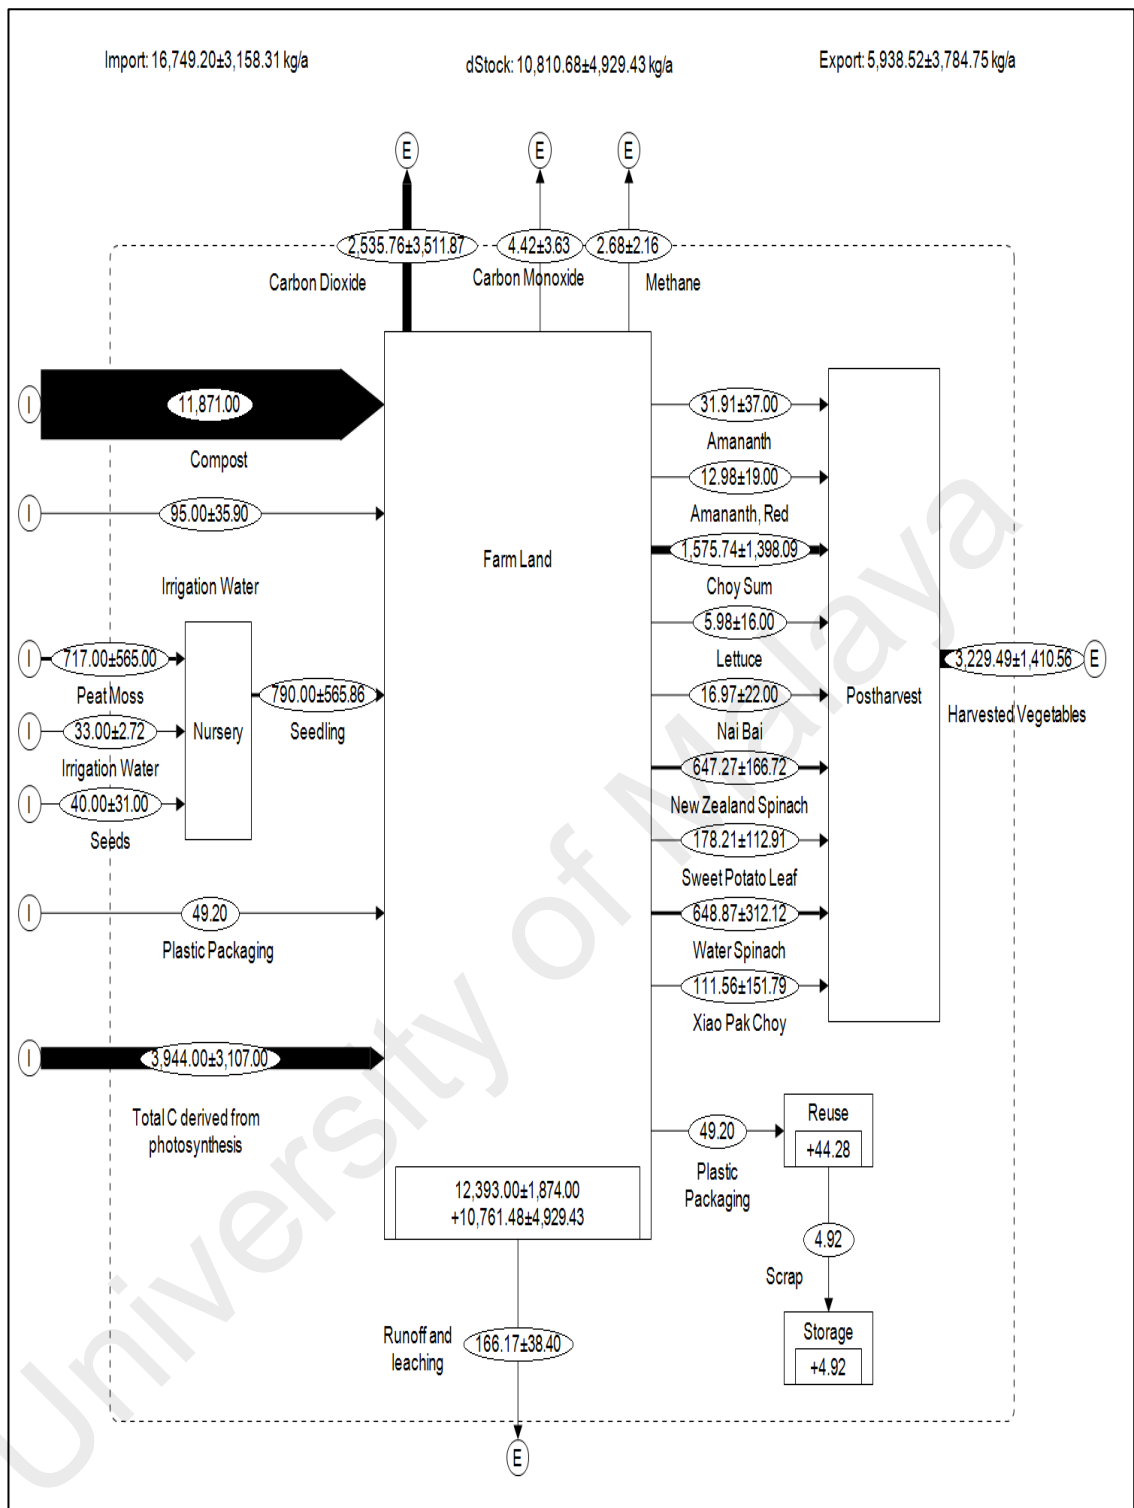 Import: 16,749.20±3,158.31 kg/a
dStock: 10,810.68±4,929.43 kg/a
Export: 5,938.52±3,784.75 kg/a
E
E
E
2,535.76±3,511.87
4.42±3.63
2.68±2.16
Carbon Dioxide
Carbon Monoxide
Methane
I
11,871.00
Compost
I
95.00±35.90
Irrigation Water
I
717.00±565.00
Peat Moss
I
33.00±2.72
Irrigation Water
I
40.00±31.00
Seeds
Nursery
790.00±565.86
Seedling
I
49.20
Plastic Packaging
I
3,944.00±3,107.00
Total C derived from
photosynthesis
Farm Land
12,393.00±1,874.00
+10,761.48±4,929.43
31.91±37.00
Amananth
12.98±19.00
Amananth, Red
1,575.74±1,398.09
Choy Sum
5.98±16.00
Lettuce
16.97±22.00
Nai Bai
647.27±166.72
New Zealand Spinach
178.21±112.91
Sweet Potato Leaf
648.87±312.12
Water Spinach
111.56±151.79
Xiao Pak Choy
Postharvest
3,229.49±1,410.56
E
Harvested Vegetables
49.20
Plastic
Packaging
Reuse
+44.28
4.92
Scrap
Storage
+4.92
Runoff and
leaching
166.17±38.40
E
University of Malaya